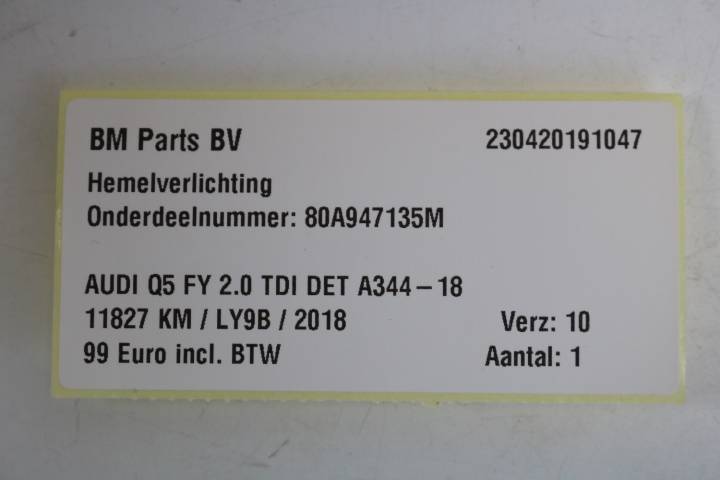 BM Parts BV 230420191047
Hemelverlichting
Onderdeelnummer: 80A947135M
AUDI Q5 FY 2.0 TDI DET A344-18
11827 KM / LY9B / 2018 Verz: 10
99 Euro incl. BTW Aantal: 1